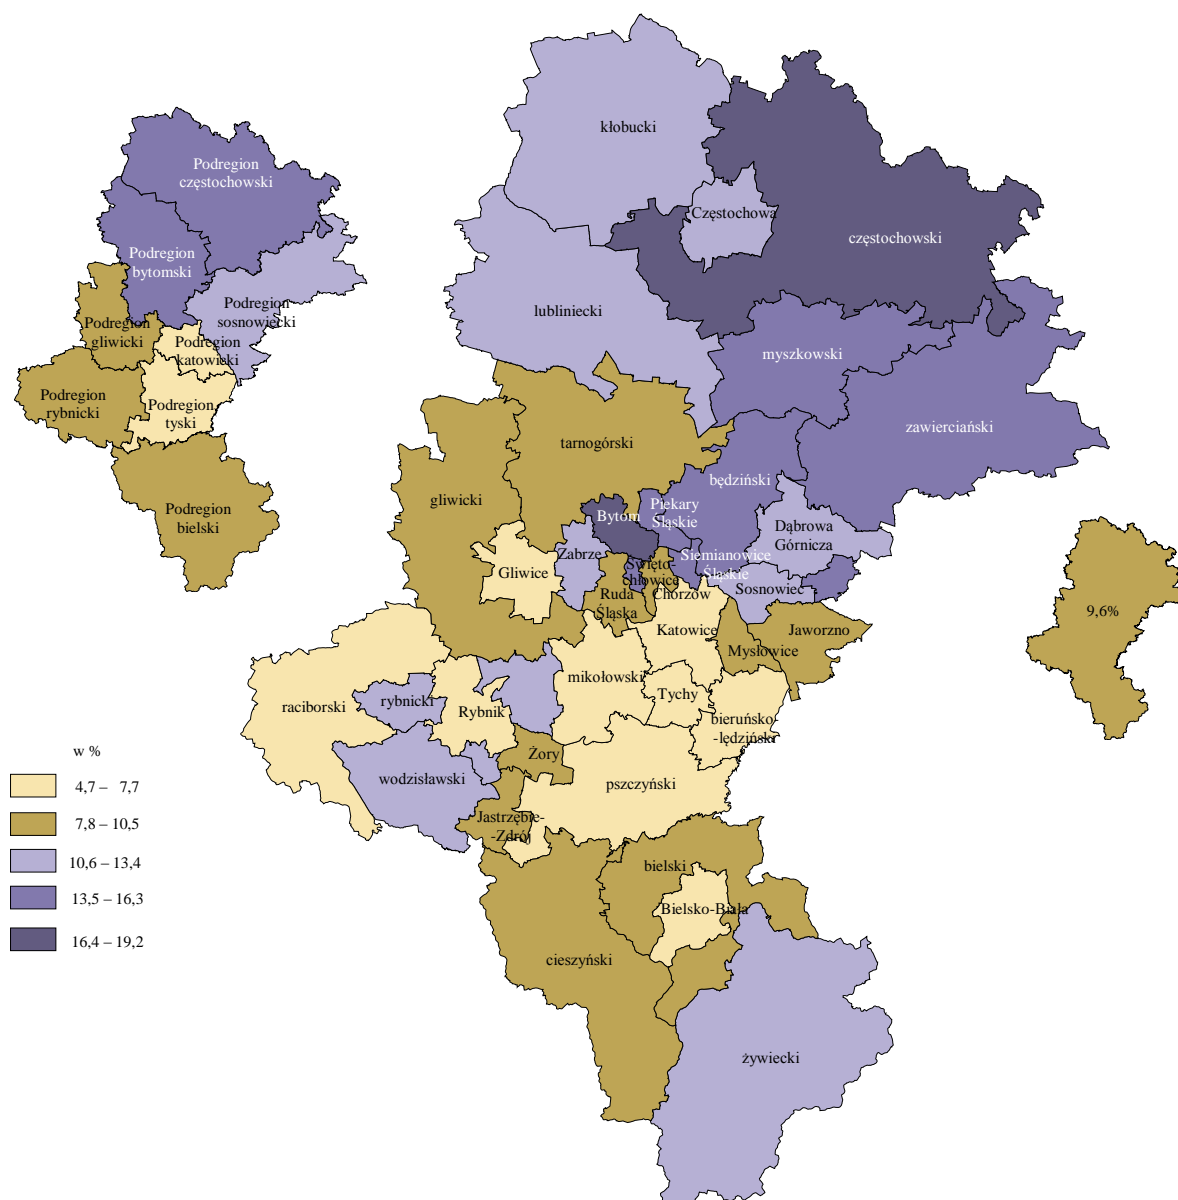 Podregion
częstochowski
Podregion
bytomski
Podregion
sosnowiecki
Podregion
gliwicki
Podregion
katowicki
Podregion
rybnicki
Podregion
tyski
Podregion
bielski
kłobucki
Częstochowa
częstochowski
lubliniecki
myszkowski
zawierciański
tarnogórski
będziński
gliwicki
Piekary
Śląskie
Bytom
Dąbrowa
Górnicza
Zabrze
Siemianowice
Śląskie
Gliwice
Święto-
chłowice
Chorzów
Sosnowiec
Ruda
Śląska
Katowice
Jaworzno
Mysłowice
mikołowski
Tychy
raciborski
rybnicki
Rybnik
bieruńsko-
-lędziński
Żory
wodzisławski
pszczyński
Jastrzębie-
-Zdrój
bielski
Bielsko-Biała
cieszyński
żywiecki
9,6%
w %
4,7 – 7,7
7,8 – 10,5
10,6 – 13,4
13,5 – 16,3
16,4 – 19,2